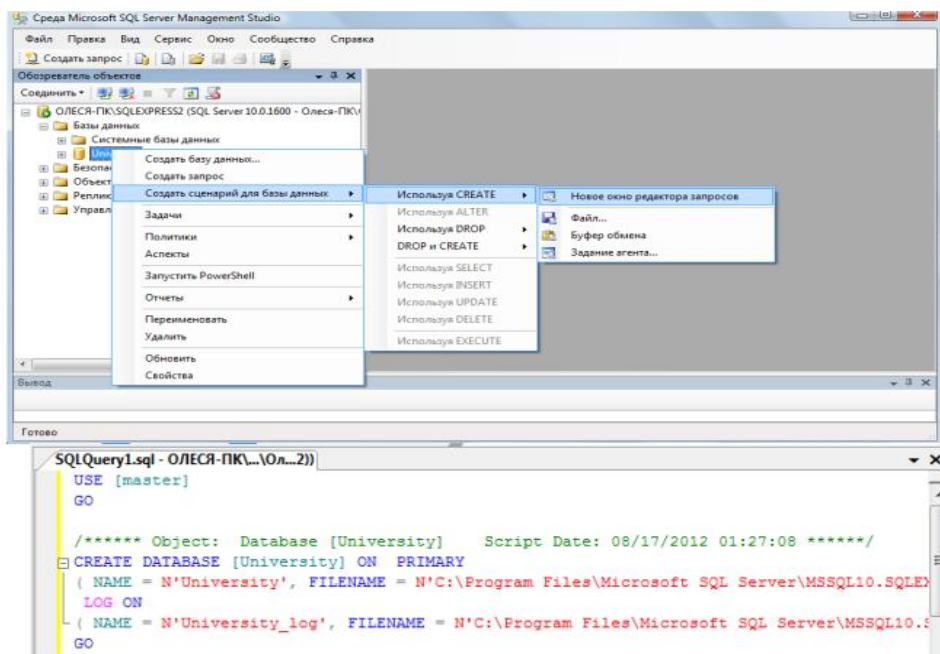 Среда Microsoft SQL Server Management Studio
Файл Правка Вид Сервис Окно Сообщество Справка
Создать запрос
Обозреватель объектов
Соединить
ОЛЕСЯ-ПК\SQLEXPRESS2 (SQL Server 10.0.1600 - Олеся-ПК\
Базы данных
Системные базы данных
Univ
Безопа
Объект
Реплик
Управл
Создать базу данных...
Создать запрос
Создать сценарий для базы данных
Задачи
Политики
Аспекты
Запустить PowerShell
Отчеты
Переименовать
Удалить
Обновить
Свойства
Используя CREATE
Используя ALTER
Используя DROP
DROP и CREATE
Используя SELECT
Используя INSERT
Используя UPDATE
Используя DELETE
Используя EXECUTE
Новое окно редактора запросов
Файл...
Буфер обмена
Задание агента...
Вывод
Готово
SQLQuery1.sql - ОЛЕСЯ-ПК\...\Ол...2))
USE [master]
GO
/****** Object: Database [University] Script Date: 08/17/2012 01:27:08 ******/
CREATE DATABASE [University] ON PRIMARY
( NAME = N'University', FILENAME = N'C:\Program Files\Microsoft SQL Server\MSSQL10.SQLEX
LOG ON
( NAME = N'University_log', FILENAME = N'C:\Program Files\Microsoft SQL Server\MSSQL10.S
GO